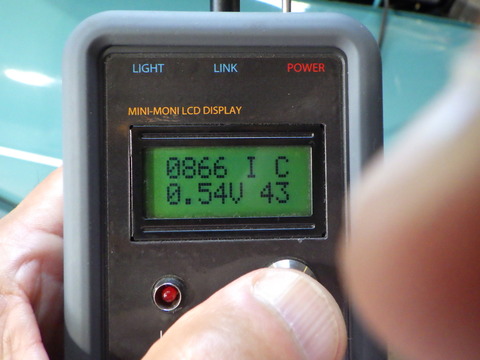 LIGHT LINK POWER
MINI-MONI LCD DISPLAY
0866 I C
0.54V 43